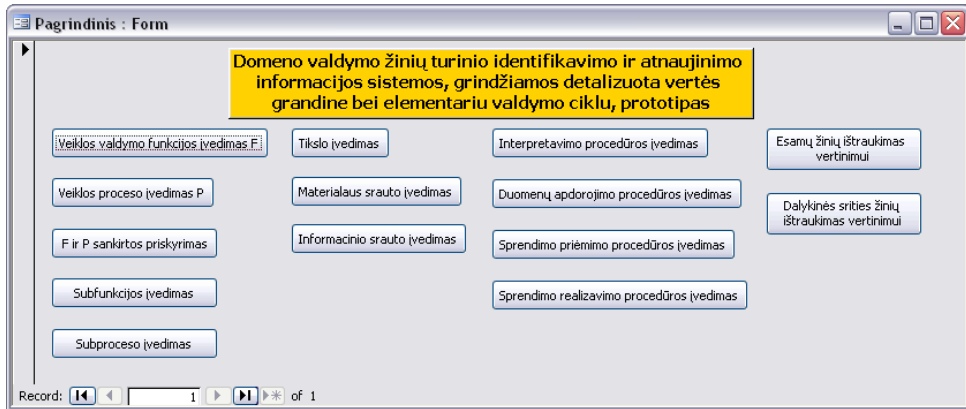 Pagrindinis : Form
Domeno valdymo žinių turinio identifikavimo ir atnaujinimo
informacijos sistemos, grindžiamos detalizuota vertės
grandine bei elementariu valdymo ciklu, prototipas
Veiklos valdymo funkcijos įvedimas F
Veiklos proceso įvedimas P
F ir P sankirtos priskyrimas
Subfunkcijos įvedimas
Subproceso įvedimas
Tikslo įvedimas
Materialaus srauto įvedimas
Informacinio srauto įvedimas
Interpretavimo procedūros įvedimas
Duomenų apdorojimo procedūros įvedimas
Sprendimo priėmimo procedūros įvedimas
Sprendimo realizavimo procedūros įvedimas
Esamų žinių ištraukimas
vertinimui
Dalykinės srities žinių
ištraukimas vertinimui
Record: 1 of 1